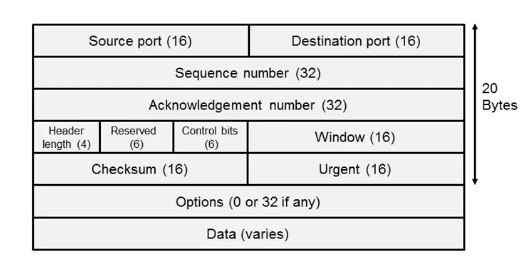 Source port (16) Destination port (16)
Sequence number (32)
20
Bytes
Acknowledgement number (32)
Header
length (4)
Reserved
(6)
Control bits
(6)
Window (16)
Checksum (16) Urgent (16)
Options (0 or 32 if any)
Data (varies)